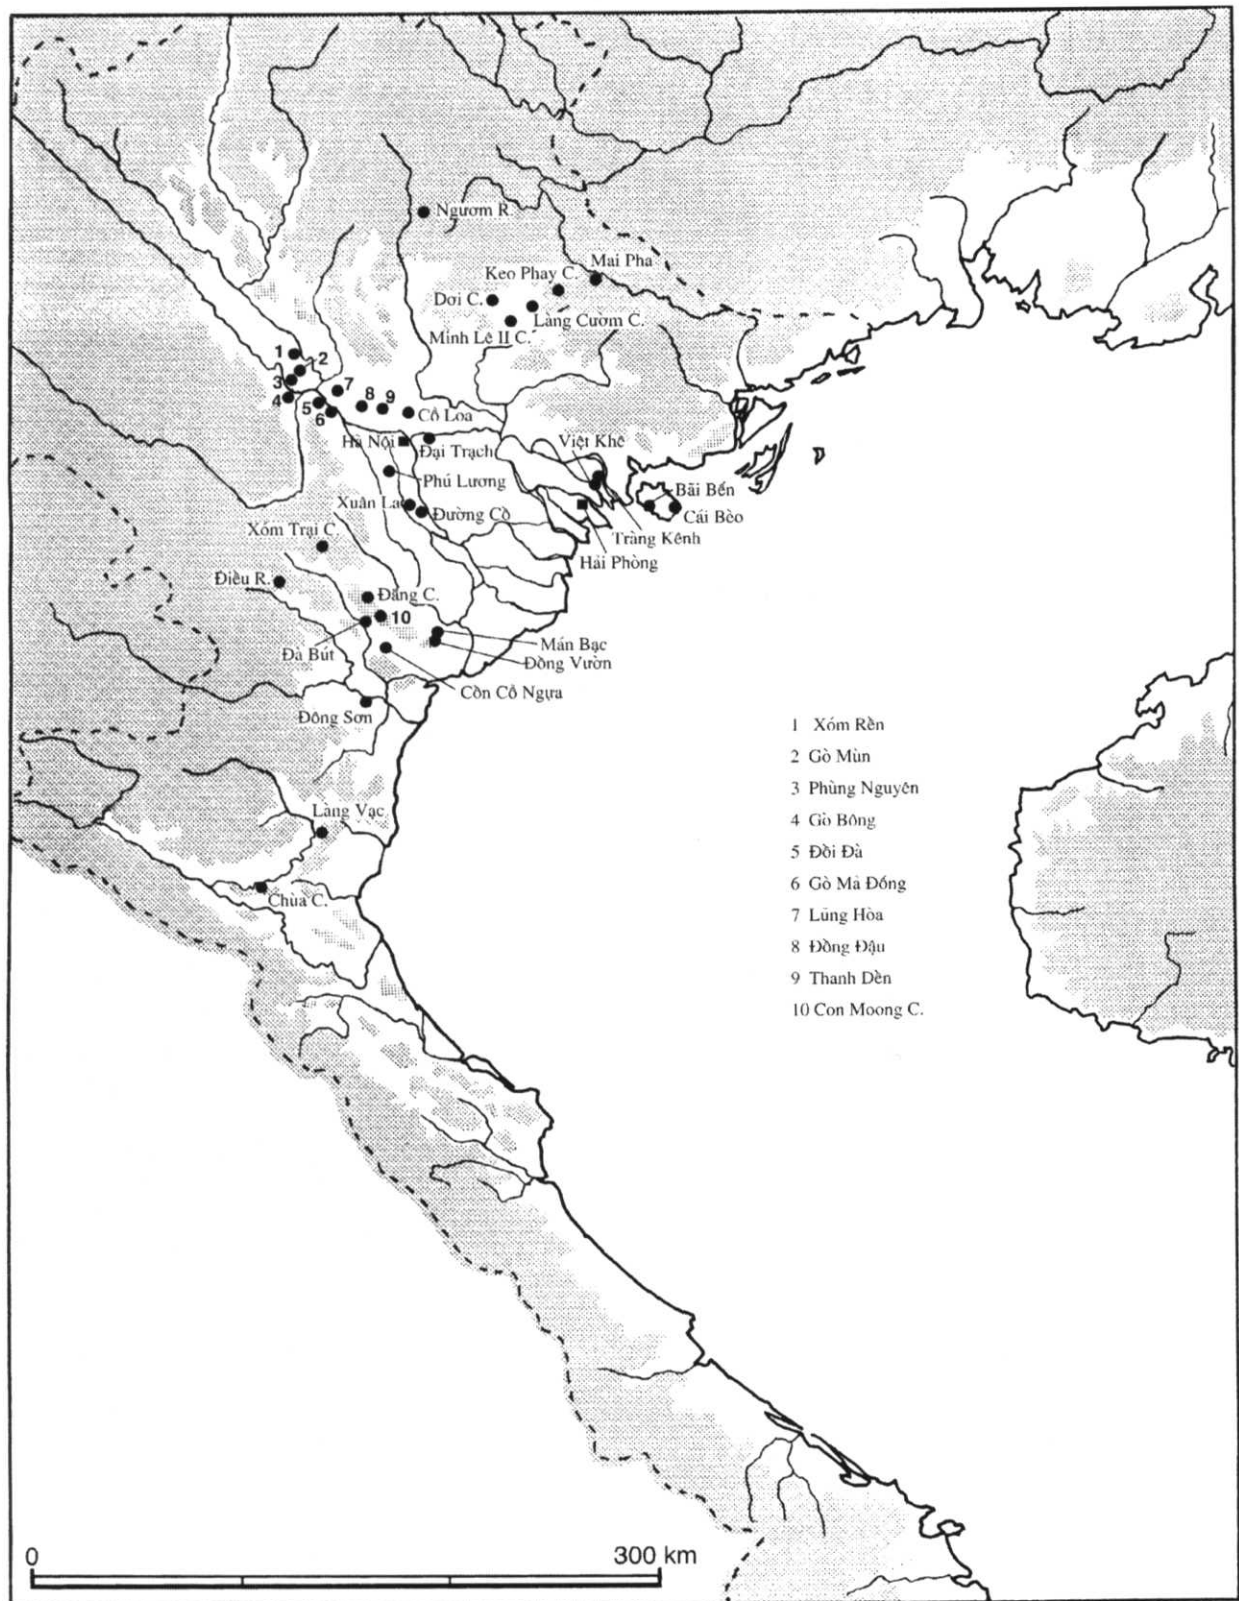 Ngườm R.
Mai Pha
Keo Phay C.
Dơi C.
Làng Cườm C.
Minh Lê II C.
1
2
3
4
5
6
7
8
9
Cổ Loa
Hà Nội
Đại Trạch
Việt Khê
Phú Lương
Bãi Bến
Xuân La
Đường Cồ
Cái Bèo
Tràng Kênh
Xóm Trại C.
Hải Phòng
Điều R.
Đắng C.
10
Mán Bạc
Đà Bút
Đồng Vườn
Cồn Cổ Ngựa
Đông Sơn
1 Xóm Rền
2 Gò Mùn
3 Phùng Nguyên
4 Gò Bông
5 Đồi Đà
6 Gò Mả Đống
7 Lũng Hòa
8 Đồng Đậu
9 Thanh Dền
10 Con Moong C.
Làng Vạc
Chùa C.
0 300 km